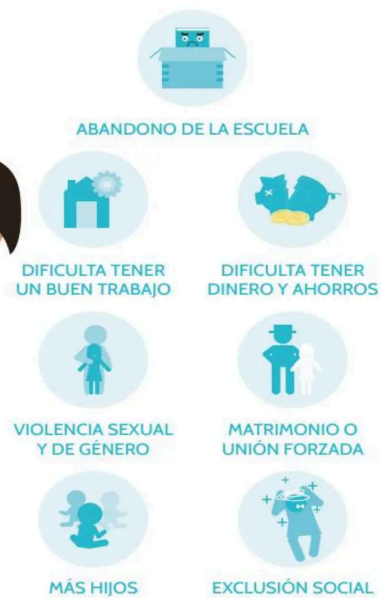 ABANDONO DE LA ESCUELA
DIFICULTA TENER
UN BUEN TRABAJO
DIFICULTA TENER
DINERO Y AHORROS
VIOLENCIA SEXUAL
Y DE GÉNERO
MATRIMONIO O
UNIÓN FORZADA
MÁS HIJOS
EXCLUSIÓN SOCIAL